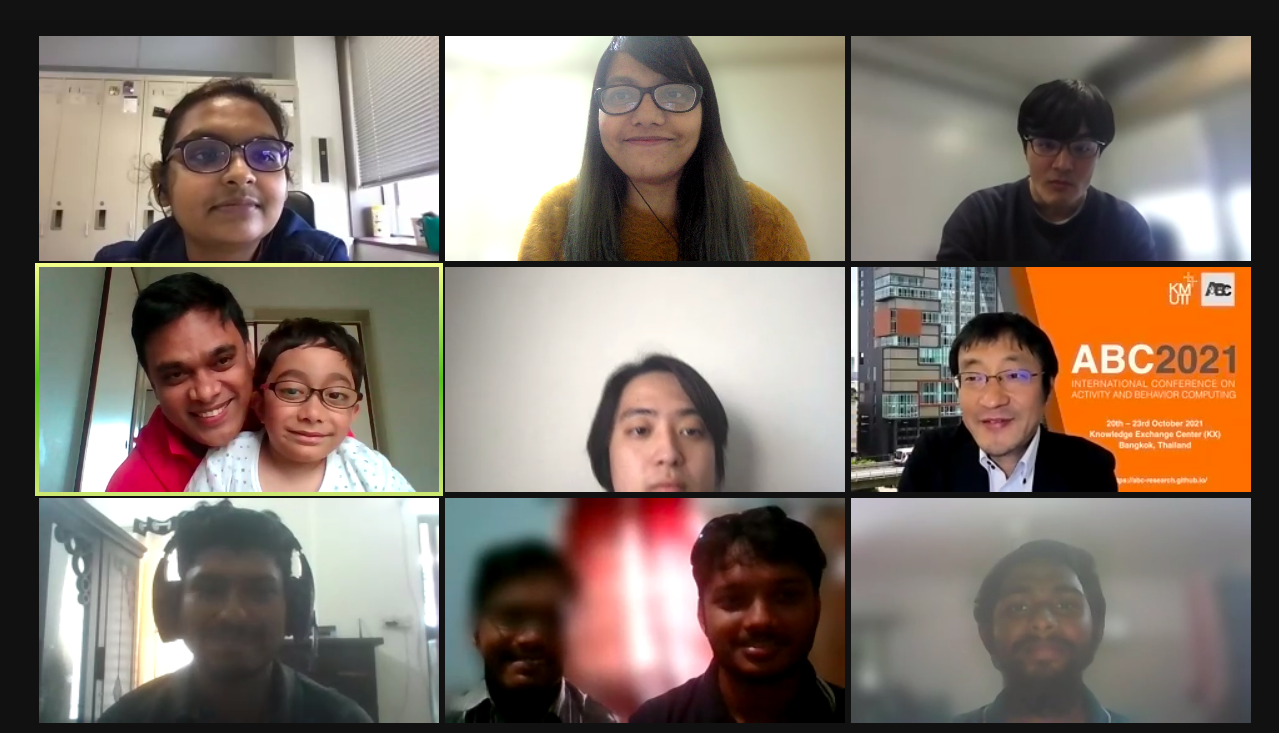 KM
UTT
ABC
ABC2021
INTERNATIONAL CONFERENCE ON
ACTIVITY AND BEHAVIOR COMPUTING
20th – 23rd October 2021
Knowledge Exchange Center (KX)
Bangkok, Thailand
ps://abc-research.github.io/